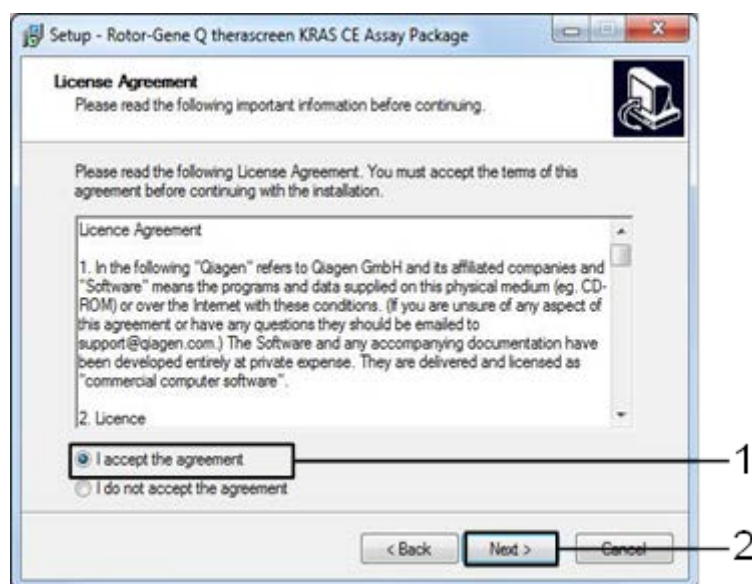 Setup - Rotor-Gene Q therascreen KRAS CE Assay Package
License Agreement
Please read the following important information before continuing.
Please read the following License Agreement. You must accept the terms of this
agreement before continuing with the installation.
Licence Agreement
1. In the following "Qiagen" refers to Qiagen GmbH and its affiliated companies and
"Software" means the programs and data supplied on this physical medium (eg. CD-
ROM) or over the Internet with these conditions. (If you are unsure of any aspect of
this agreement or have any questions they should be emailed to
support@qiagen.com.) The Software and any accompanying documentation have
been developed entirely at private expense. They are delivered and licensed as
"commercial computer software".
2. Licence
I accept the agreement
1
I do not accept the agreement
< Back
Next >
Cancel
2